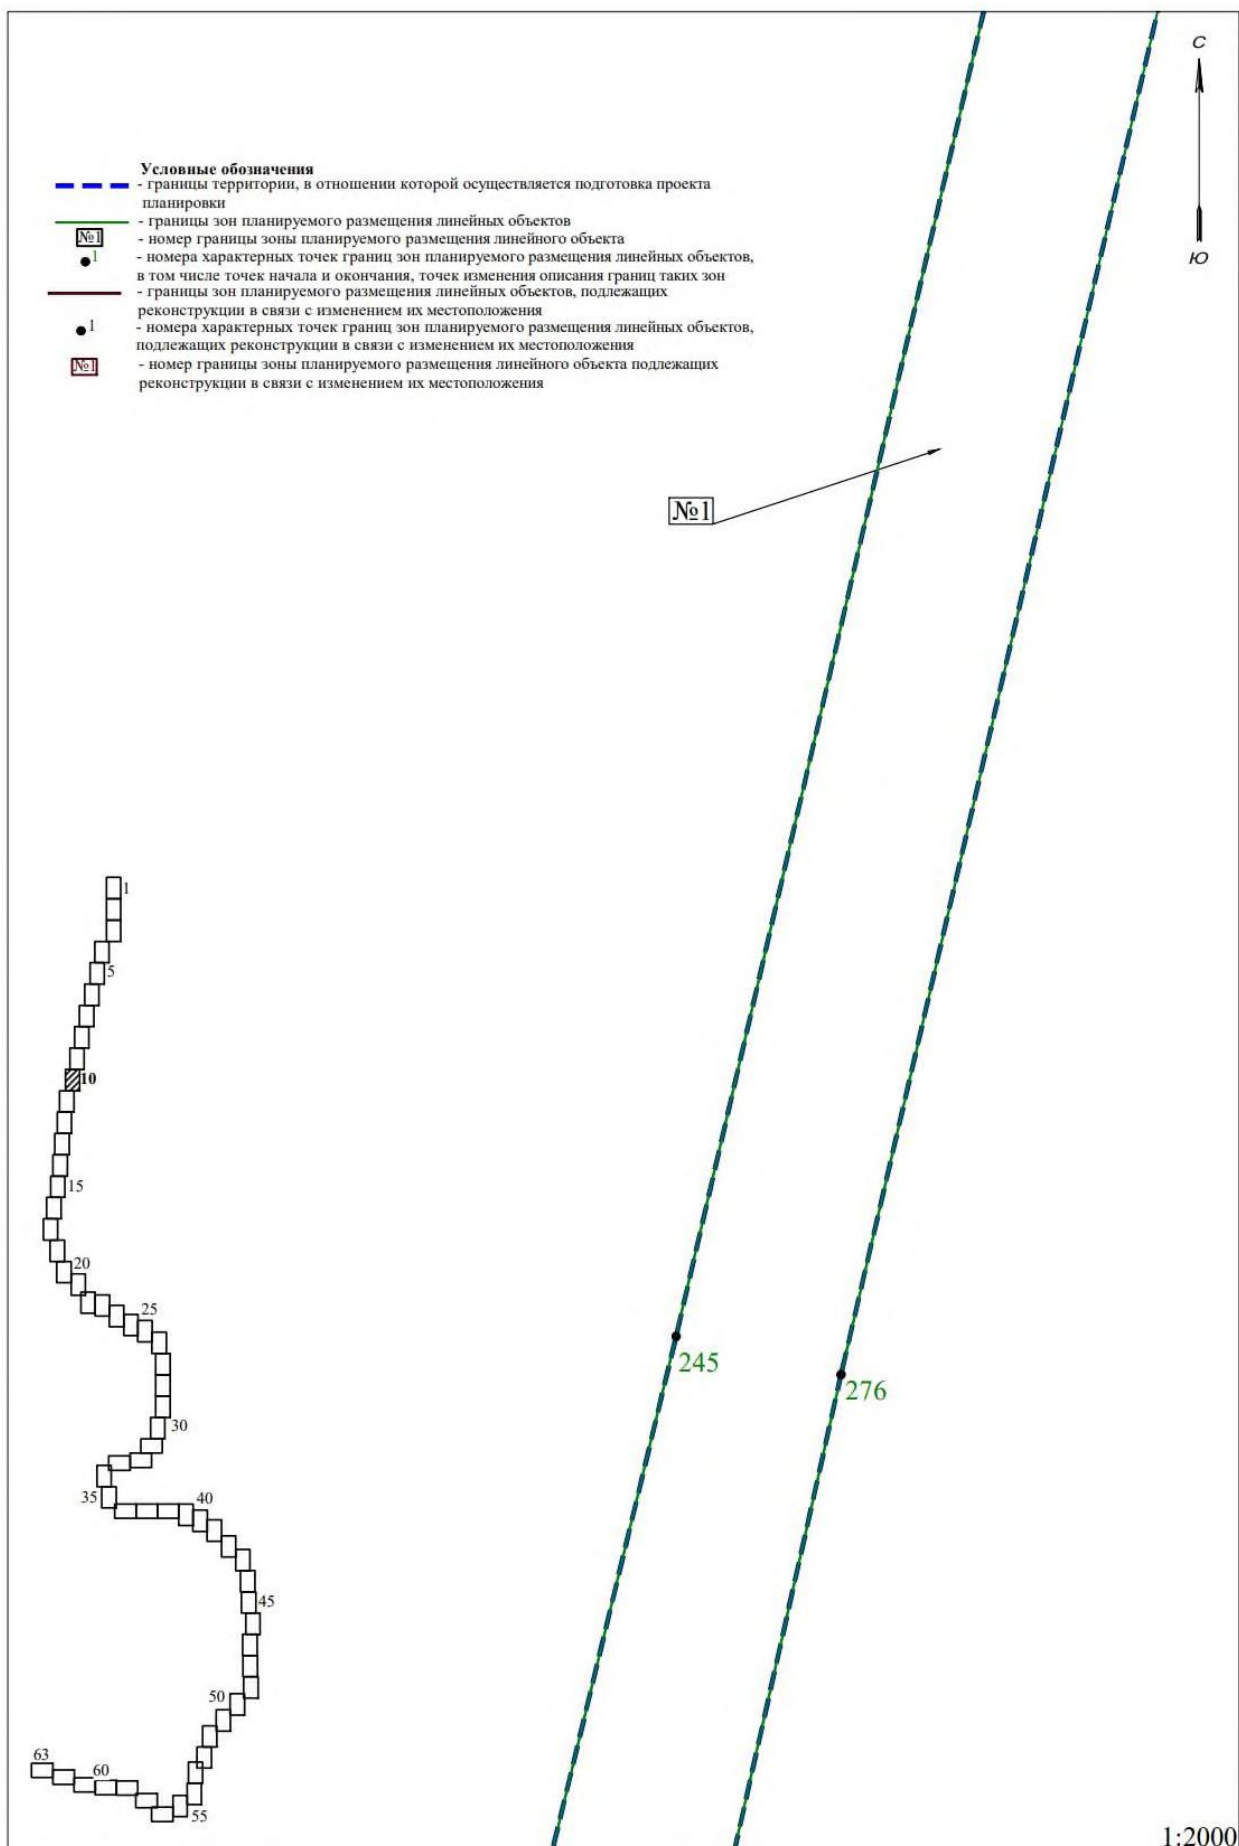 С
Ю
Условные обозначения
- границы территории, в отношении которой осуществляется подготовка проекта
планировки
- границы зон планируемого размещения линейных объектов
№1 - номер границы зоны планируемого размещения линейного объекта
1 - номера характерных точек границ зон планируемого размещения линейных объектов,
в том числе точек начала и окончания, точек изменения описания границ таких зон
- границы зон планируемого размещения линейных объектов, подлежащих
реконструкции в связи с изменением их местоположения
1 - номера характерных точек границ зон планируемого размещения линейных объектов,
подлежащих реконструкции в связи с изменением их местоположения
№1 - номер границы зоны планируемого размещения линейного объекта подлежащих
реконструкции в связи с изменением их местоположения
№1
1
5
10
15
20
25
30
35
40
45
50
63
60
55
245
276
1:2000